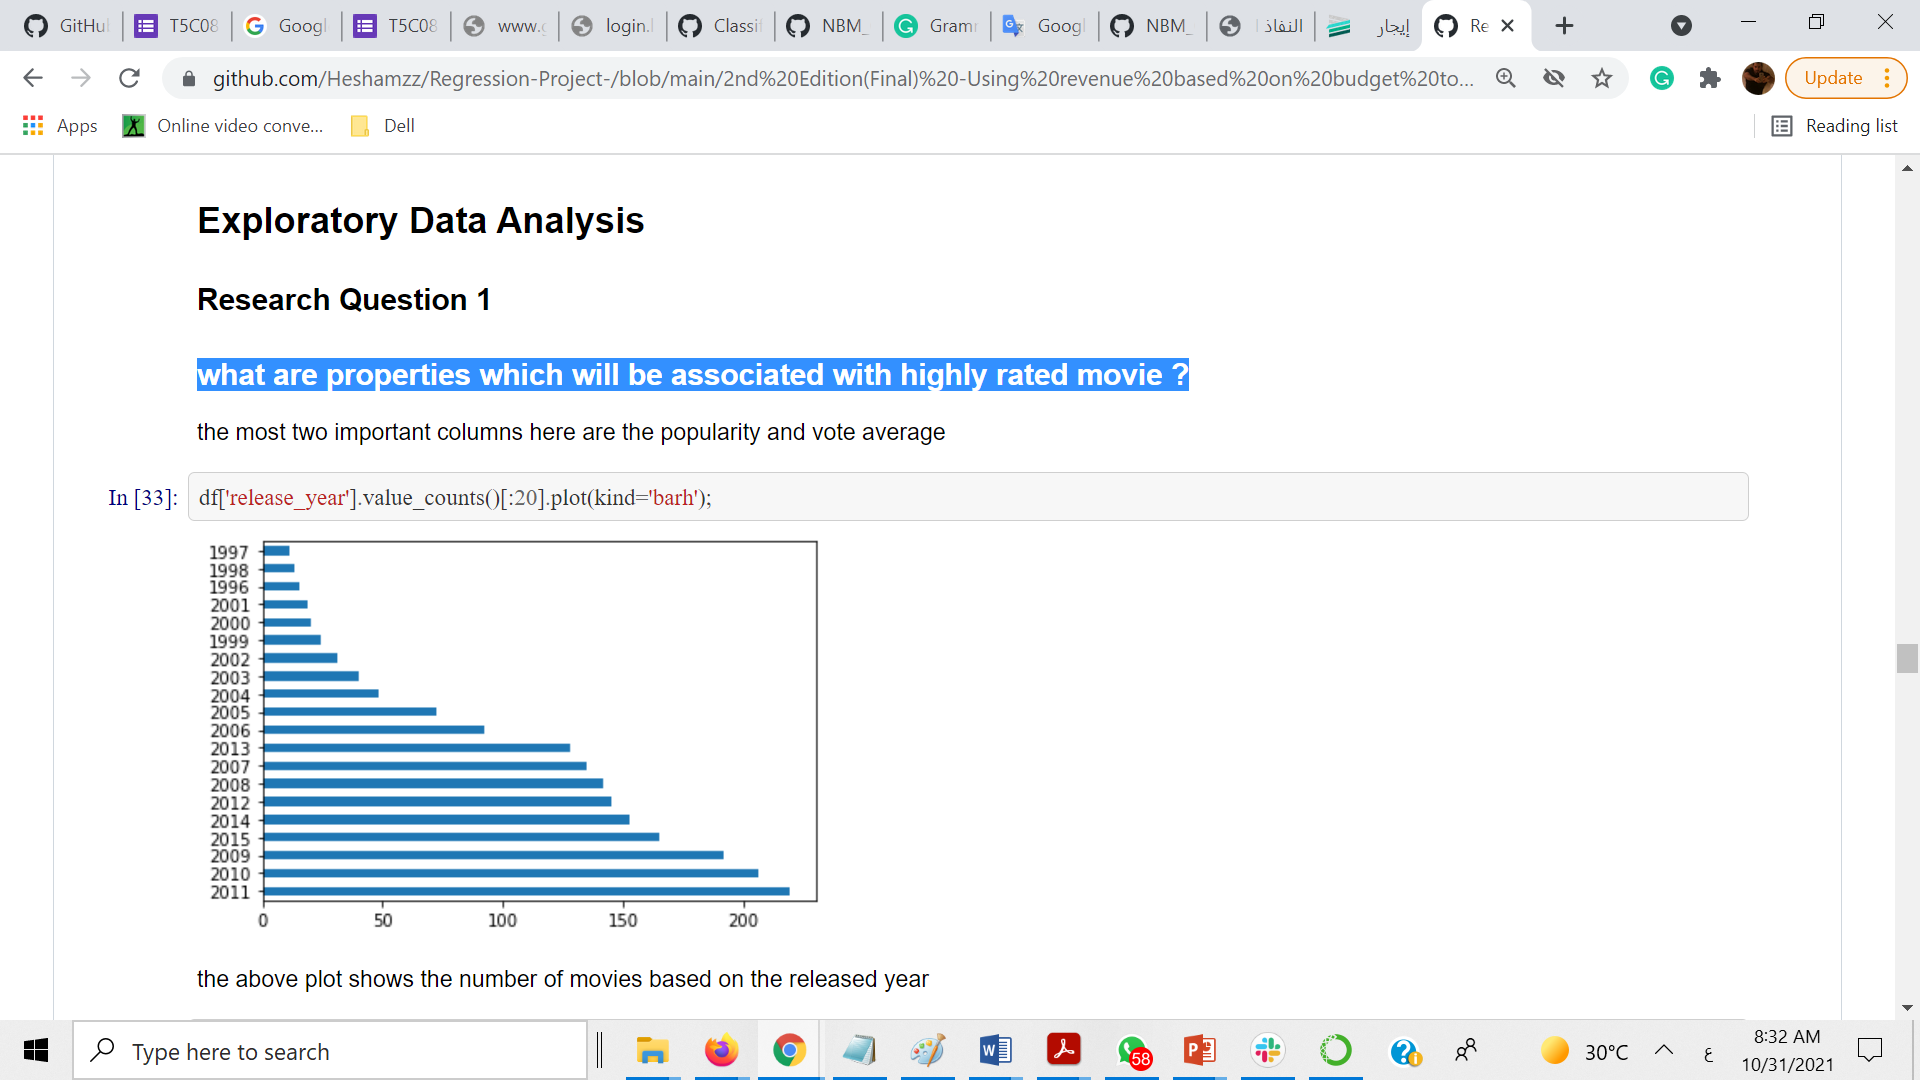 GitHu
T5C08
Googl
T5C08
www.g
login.
Classif
NBM_
Gramm
Googl
NBM_
النفاذ ا
إيجار
Re
github.com/Heshamzz/Regression-Project-/blob/main/2nd%20Edition(Final)%20-Using%20revenue%20based%20on%20budget%20to...
Update
Apps
Online video conve...
Dell
Reading list
Exploratory Data Analysis
Research Question 1
what are properties which will be associated with highly rated movie ?
the most two important columns here are the popularity and vote average
In [33]: df['release_year'].value_counts()[:20].plot(kind='barh');
1997
1998
1996
2001
2000
1999
2002
2003
2004
2005
2006
2013
2007
2008
2012
2014
2015
2009
2010
2011
0 50 100 150 200
the above plot shows the number of movies based on the released year
Type here to search
58
30°C
ع
8:32 AM
10/31/2021